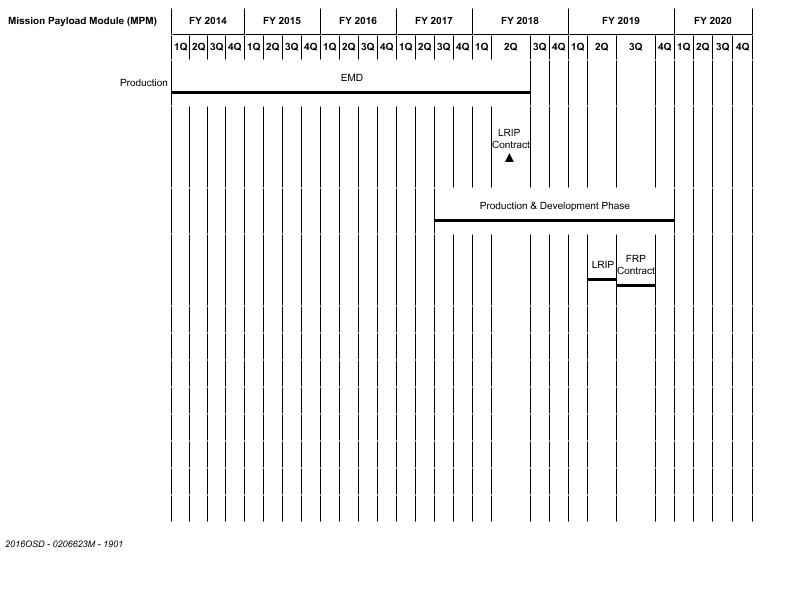 Mission Payload Module (MPM) FY 2014 FY 2015 FY 2016 FY 2017 FY 2018 FY 2019 FY 2020
1Q 2Q 3Q 4Q 1Q 2Q 3Q 4Q 1Q 2Q 3Q 4Q 1Q 2Q 3Q 4Q 1Q 2Q 3Q 4Q 1Q 2Q 3Q 4Q 1Q 2Q 3Q 4Q
EMD
Production
LRIP
Contract
Production & Development Phase
FRP
LRIP
Contract
2016OSD - 0206623M - 1901